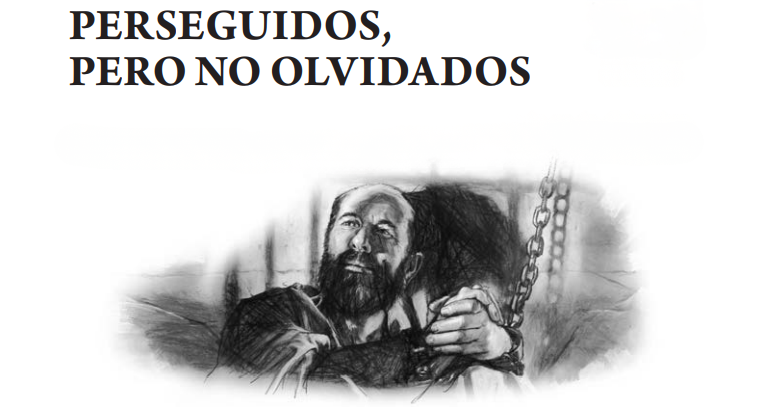 PERSEGUIDOS,
PERO NO OLVIDADOS